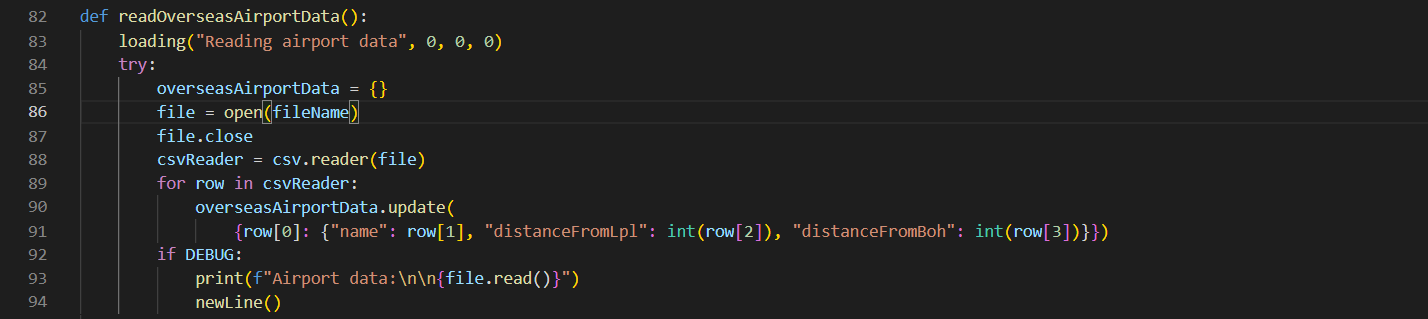 82 def readOverseasAirportData():
83     loading("Reading airport data", 0, 0, 0)
84     try:
85         overseasAirportData = {}
86         file = open(fileName)
87         file.close
88         csvReader = csv.reader(file)
89         for row in csvReader:
90             overseasAirportData.update(
91                 {row[0]: {"name": row[1], "distanceFromLpl": int(row[2]), "distanceFromBoh": int(row[3])}})
92         if DEBUG:
93             print(f"Airport data:\n\n{file.read()}")
94             newLine()